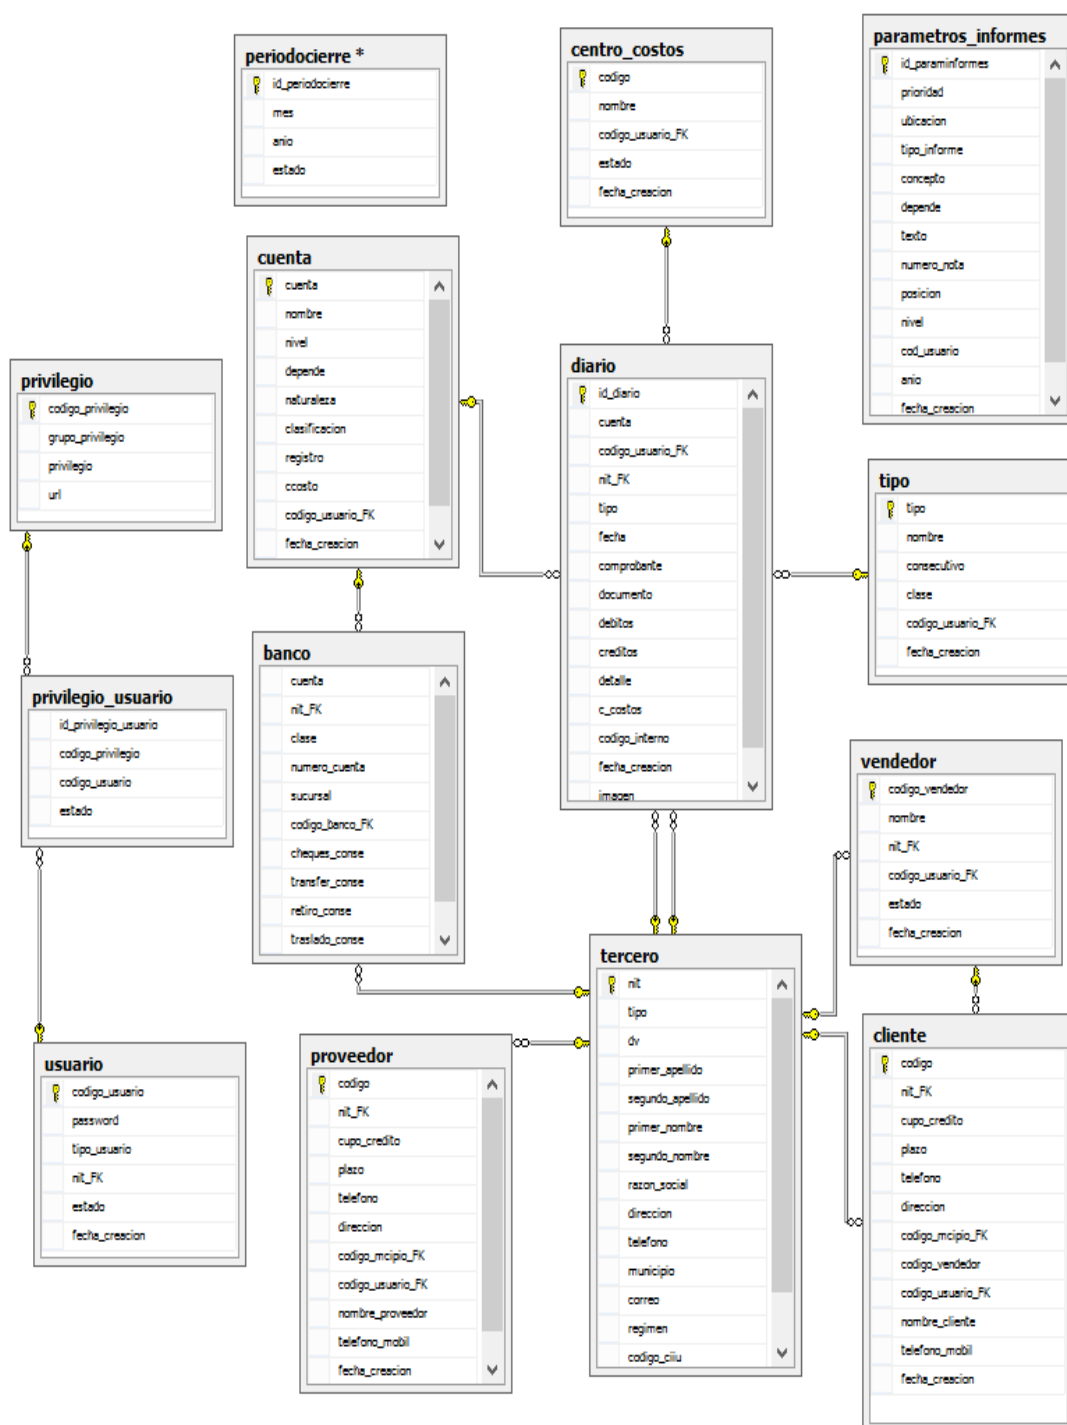 periodocierre *
id_periodocierre
mes
anio
estado
centro_costos
codigo
nombre
codigo_usuario_FK
estado
fecha_creacion
parametros_informes
id_paraminformes
prioridad
ubicacion
tipo_informe
concepto
depende
texto
numero_nota
posicion
nivel
cod_usuario
anio
fecha_creacion
cuenta
cuenta
nombre
nivel
depende
naturaleza
clasificacion
registro
ccosto
codigo_usuario_FK
fecha_creacion
diario
id_diario
cuenta
codigo_usuario_FK
nit_FK
tipo
fecha
comprobante
documento
debitos
creditos
detalle
c_costos
codigo_interno
fecha_creacion
imagen
privilegio
codigo_privilegio
grupo_privilegio
privilegio
url
tipo
tipo
nombre
consecutivo
clase
codigo_usuario_FK
fecha_creacion
banco
cuenta
nit_FK
clase
numero_cuenta
sucursal
codigo_banco_FK
cheques_conse
transfer_conse
retiro_conse
traslado_conse
privilegio_usuario
id_privilegio_usuario
codigo_privilegio
codigo_usuario
estado
vendedor
codigo_vendedor
nombre
nit_FK
codigo_usuario_FK
estado
fecha_creacion
tercero
nit
tipo
dv
primer_apellido
segundo_apellido
primer_nombre
segundo_nombre
razon_social
direccion
telefono
municipio
correo
regimen
codigo_ciiu
usuario
codigo_usuario
password
tipo_usuario
nit_FK
estado
fecha_creacion
proveedor
codigo
nit_FK
cupo_credito
plazo
telefono
direccion
codigo_mcipio_FK
codigo_usuario_FK
nombre_proveedor
telefono_mobil
fecha_creacion
cliente
codigo
nit_FK
cupo_credito
plazo
telefono
direccion
codigo_mcipio_FK
codigo_vendedor
codigo_usuario_FK
nombre_cliente
telefono_mobil
fecha_creacion